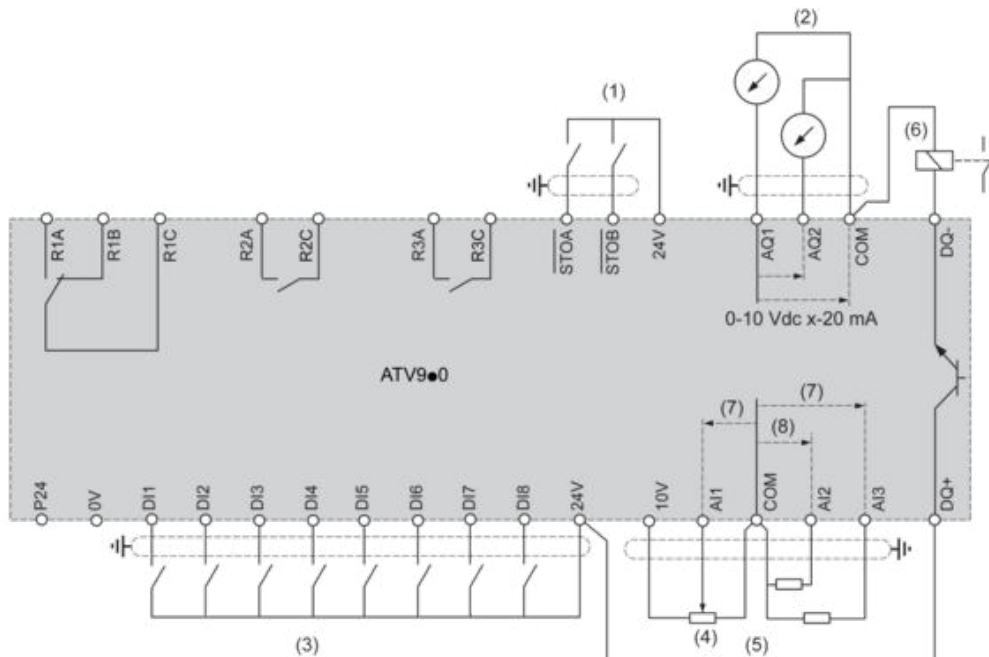 (2)
(1)
(6)
R1A
R1B
R1C
R2A
R2C
R3A
R3C
STOA
STOB
24V
AQ1
AQ2
COM
DQ-
0-10 Vdc x-20 mA
ATV9●0
(7)
(7)
(8)
P24
0V
DI1
DI2
DI3
DI4
DI5
DI6
DI7
DI8
24V
10V
AI1
COM
AI2
AI3
DQ+
(3)
(4)
(5)